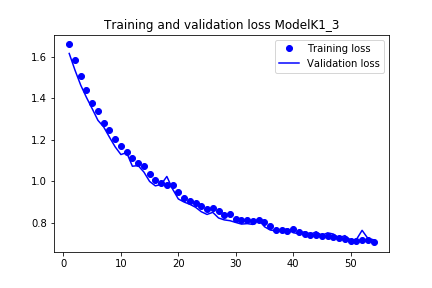 Training and validation loss ModelK1_3
Training loss
Validation loss
1.6
1.4
1.2
1.0
0.8
0 10 20 30 40 50